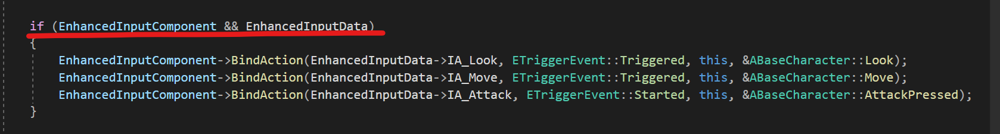 if (EnhancedInputComponent && EnhancedInputData)
{
    EnhancedInputComponent->BindAction(EnhancedInputData->IA_Look, ETriggerEvent::Triggered, this, &ABaseCharacter::Look);
    EnhancedInputComponent->BindAction(EnhancedInputData->IA_Move, ETriggerEvent::Triggered, this, &ABaseCharacter::Move);
    EnhancedInputComponent->BindAction(EnhancedInputData->IA_Attack, ETriggerEvent::Started, this, &ABaseCharacter::AttackPressed);
}